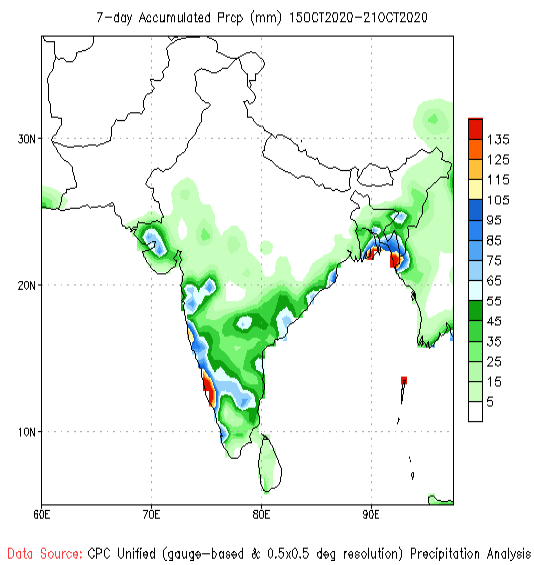 7-day Accumulated Prcp (mm) 15OCT2020-21OCT2020
30N
20N
10N
60E 70E 80E 90E
135
125
115
105
95
85
75
65
55
45
35
25
15
5
Data Source: CPC Unified (gauge-based & 0.5x0.5 deg resolution) Precipitation Analysis